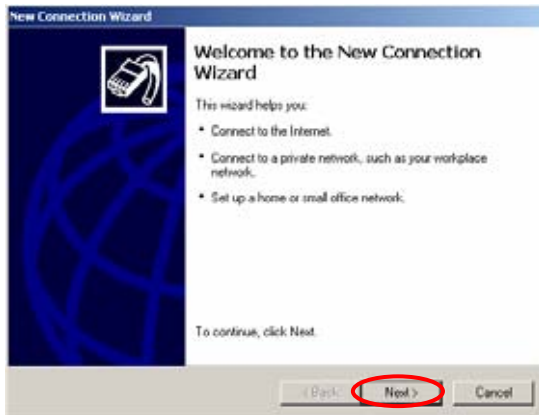 New Connection Wizard
Welcome to the New Connection
Wizard
This wizard helps you:
• Connect to the Internet.
• Connect to a private network, such as your workplace
network.
• Set up a home or small office network.
To continue, click Next.
< Back
Next >
Cancel